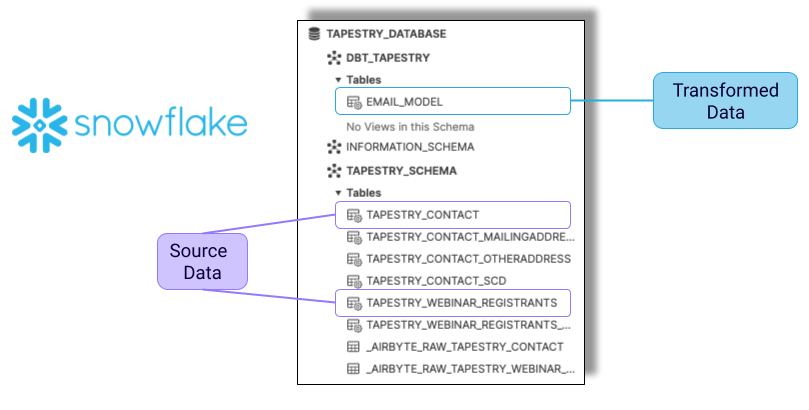 snowflake
TAPESTRY_DATABASE
DBT_TAPESTRY
Tables
EMAIL_MODEL
Transformed
Data
No Views in this Schema
INFORMATION_SCHEMA
TAPESTRY_SCHEMA
Tables
TAPESTRY_CONTACT
TAPESTRY_CONTACT_MAILINGADDRE...
TAPESTRY_CONTACT_OTHERADDRESS
TAPESTRY_CONTACT_SCD
TAPESTRY_WEBINAR_REGISTRANTS
TAPESTRY_WEBINAR_REGISTRANTS_...
_AIRBYTE_RAW_TAPESTRY_CONTACT
_AIRBYTE_RAW_TAPESTRY_WEBINAR_...
Source
Data